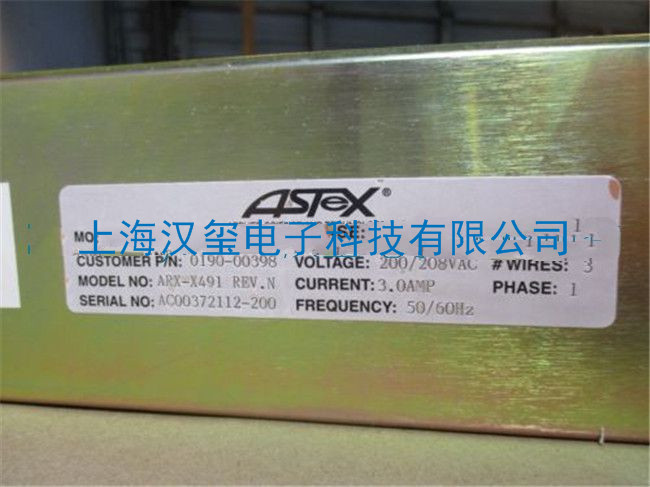 ASTeX®
上海汉玺电子科技有限公司
CUSTOMER P/N: 0190-00398 VOLTAGE: 200/208VAC # WIRES: 3
MODEL NO: ARX-X491 REV.N CURRENT: 3.0AMP PHASE: 1
SERIAL NO: AC00372112-200 FREQUENCY: 50/60Hz